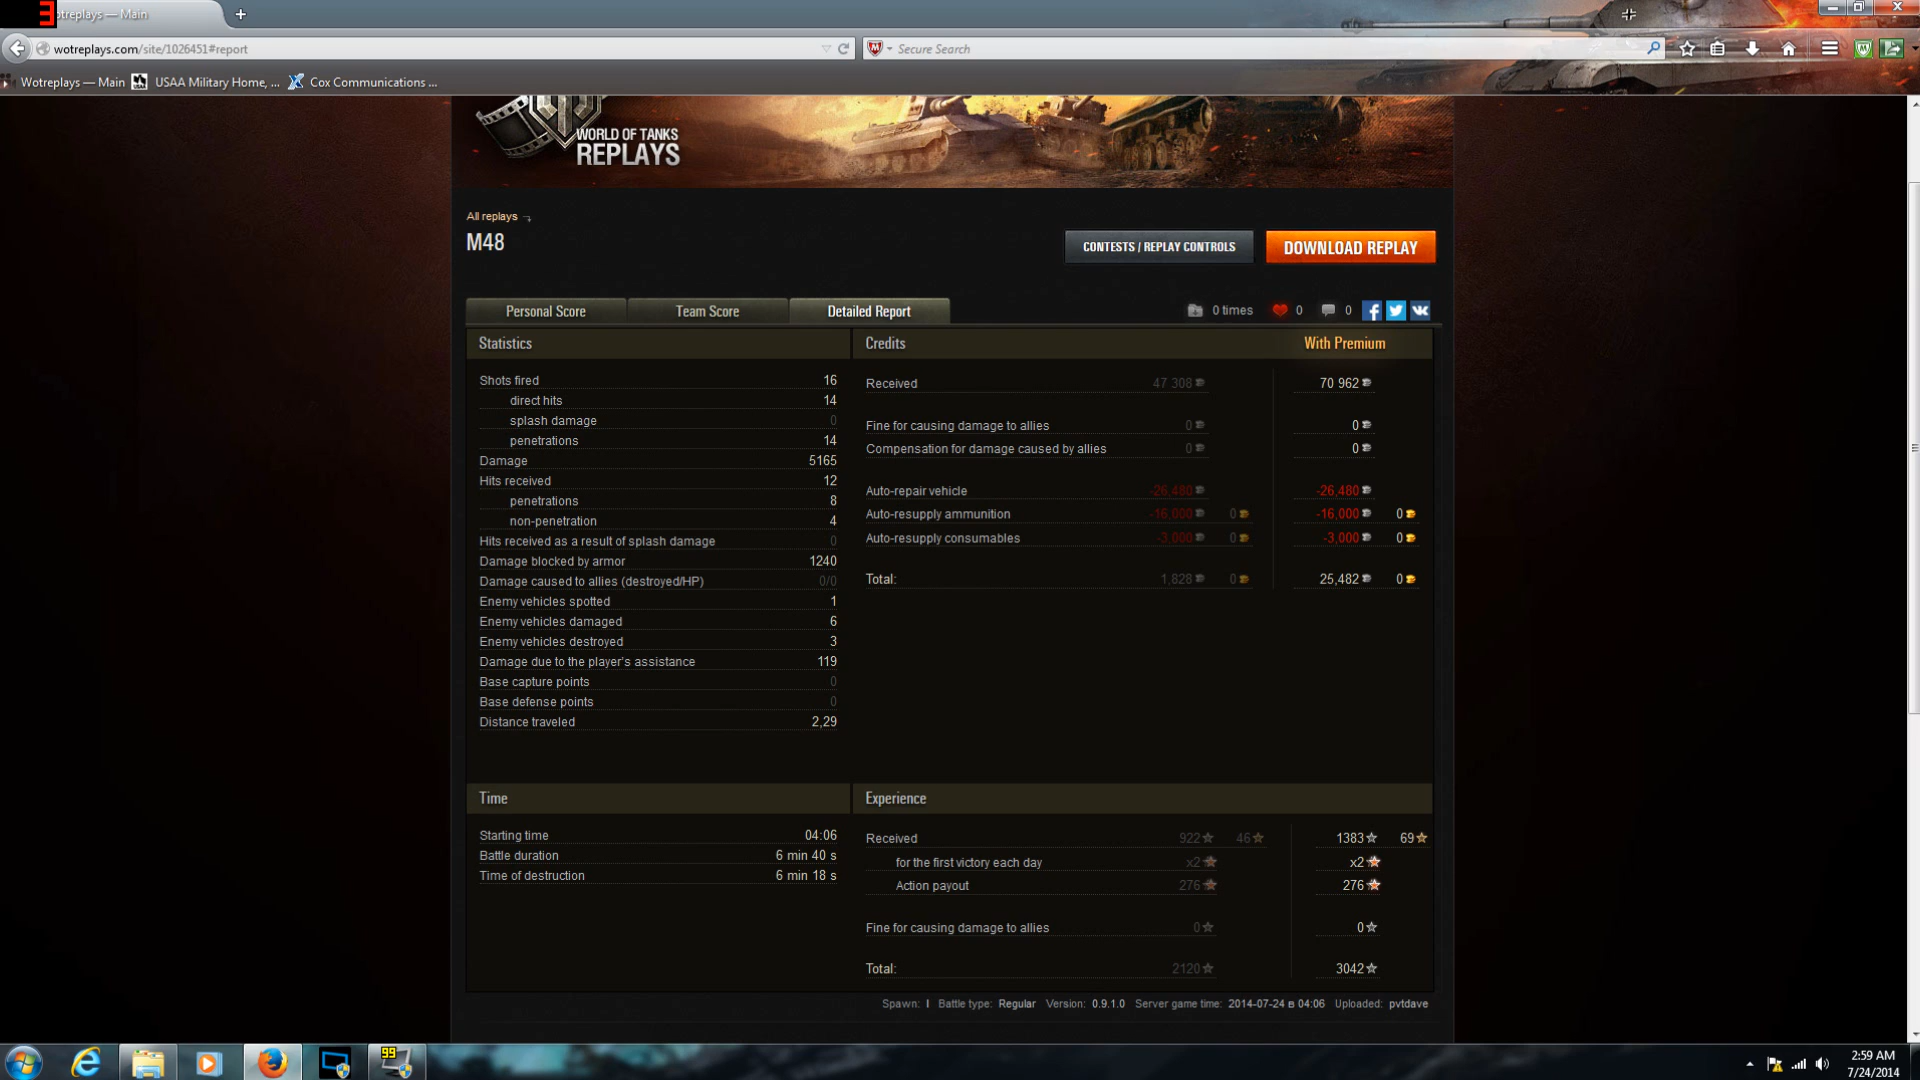 3
otreplays — Main
+
wotreplays.com/site/1026451#report
Secure Search
Wotreplays — Main USAA Military Home, ... Cox Communications ...
WORLD OF TANKS
REPLAYS
All replays
M48
CONTESTS / REPLAY CONTROLS DOWNLOAD REPLAY
Personal Score Team Score Detailed Report 0 times 0 0
Statistics
Shots fired 16
direct hits 14
splash damage 0
penetrations 14
Damage 5165
Hits received 12
penetrations 8
non-penetration 4
Hits received as a result of splash damage 0
Damage blocked by armor 1240
Damage caused to allies (destroyed/HP) 0/0
Enemy vehicles spotted 1
Enemy vehicles damaged 6
Enemy vehicles destroyed 3
Damage due to the player's assistance 119
Base capture points 0
Base defense points 0
Distance traveled 2,29
Credits With Premium
Received 47 308 70 962
Fine for causing damage to allies 0 0
Compensation for damage caused by allies 0 0
Auto-repair vehicle -26,480 -26,480
Auto-resupply ammunition -16,000 0 -16,000 0
Auto-resupply consumables -3,000 0 -3,000 0
Total: 1,828 0 25,482 0
Time
Starting time 04:06
Battle duration 6 min 40 s
Time of destruction 6 min 18 s
Experience
Received 922 46 1383 69
for the first victory each day x2 x2
Action payout 276 276
Fine for causing damage to allies 0 0
Total: 2120 3042
Spawn: I Battle type: Regular Version: 0.9.1.0 Server game time: 2014-07-24 в 04:06 Uploaded: pvtdave
99
2:59 AM
7/24/2014